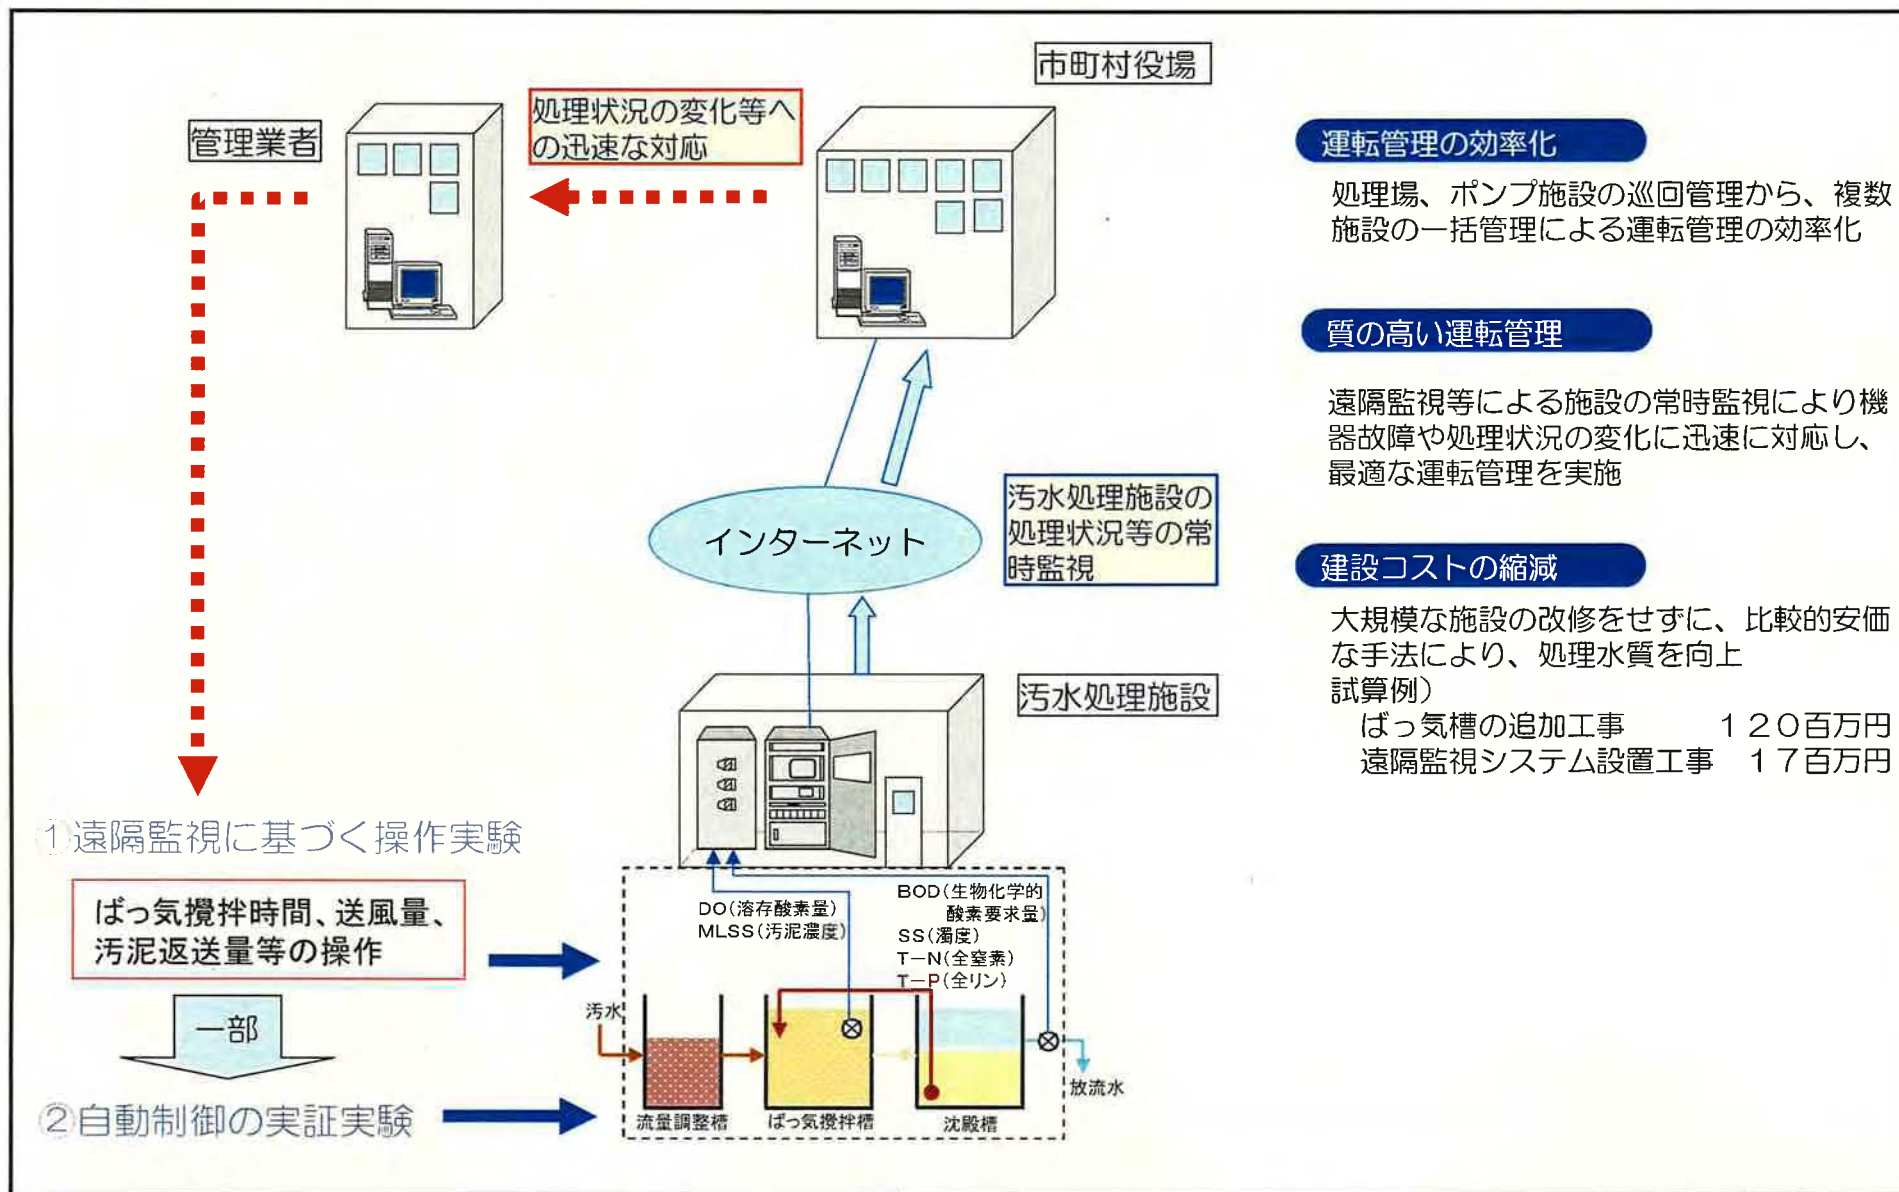 市町村役場
管理業者
処理状況の変化等へ
の迅速な対応
インターネット
汚水処理施設の
処理状況等の常
時監視
汚水処理施設
①遠隔監視に基づく操作実験
ばっ気攪拌時間、送風量、
汚泥返送量等の操作
一部
②自動制御の実証実験
DO(溶存酸素量)
MLSS(汚泥濃度)
BOD(生物化学的
酸素要求量)
SS(濁度)
T-N(全窒素)
T-P(全リン)
汚水
放流水
流量調整槽
ばっ気攪拌槽
沈殿槽
運転管理の効率化
処理場、ポンプ施設の巡回管理から、複数
施設の一括管理による運転管理の効率化
質の高い運転管理
遠隔監視等による施設の常時監視により機
器故障や処理状況の変化に迅速に対応し、
最適な運転管理を実施
建設コストの縮減
大規模な施設の改修をせずに、比較的安価
な手法により、処理水質を向上
試算例)
ばっ気槽の追加工事 120百万円
遠隔監視システム設置工事 17百万円